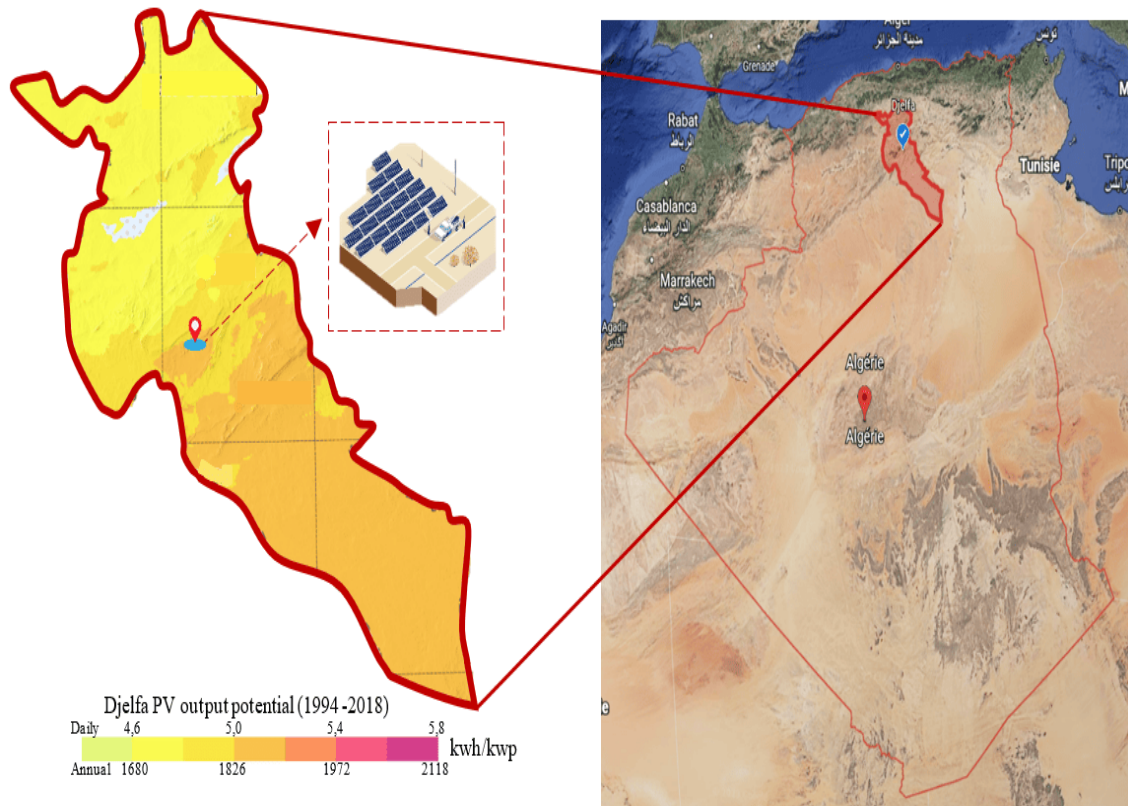 Djelfa PV output potential (1994 -2018)
Daily 4,6 5,0 5,4 5,8
kwh/kwp
Annual 1680 1826 1972 2118
مدينة الجزائر
تونس
Grenade
Djelfa
Rabat
الرباط
Tunisie
Tripo
طرابلس
Casablanca
الدار البيضاء
Marrakech
مراكش
Agadir
Algérie
Algérie